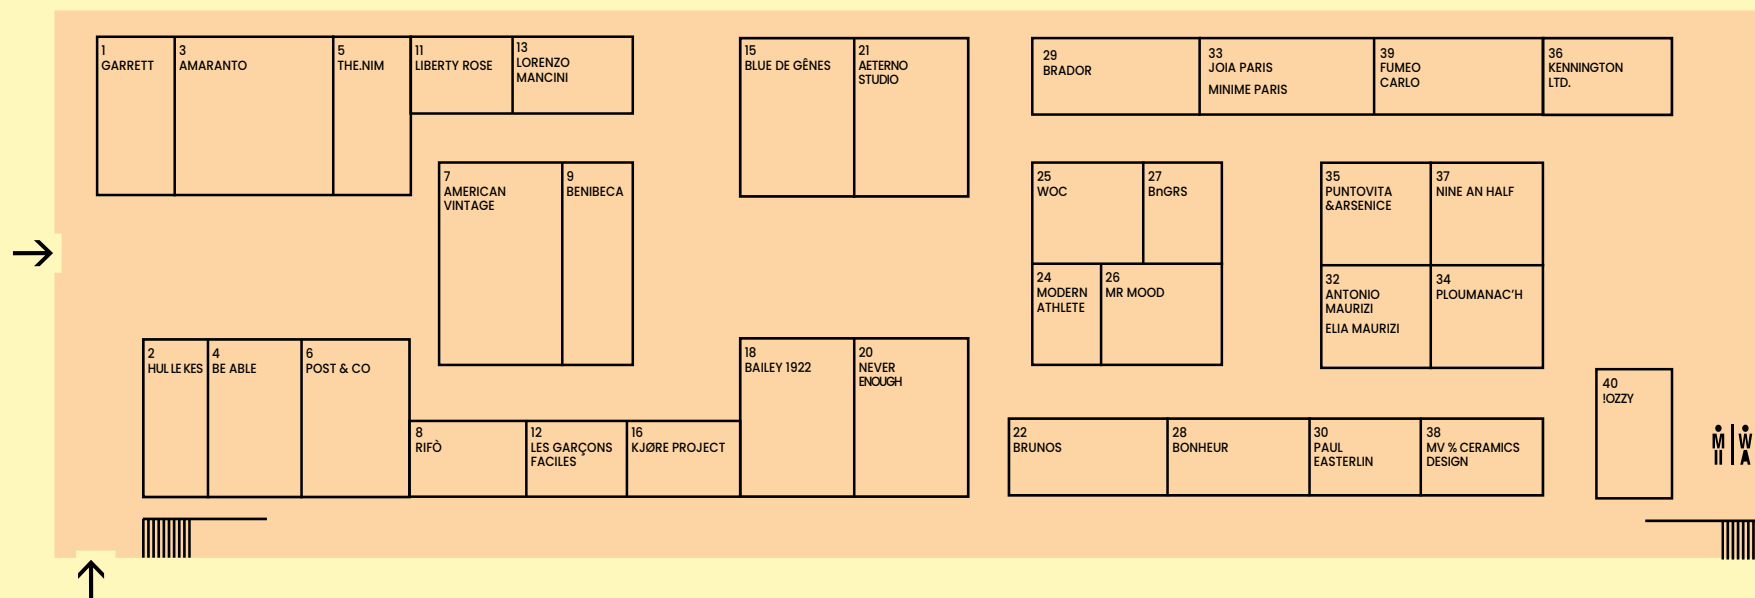 1
GARRETT
3
AMARANTO
5
THE.NIM
11
LIBERTY ROSE
13
LORENZO
MANCINI
15
BLUE DE GÊNES
21
AETERNO
STUDIO
29
BRADOR
33
JOIA PARIS
MINIME PARIS
39
FUMEO
CARLO
36
KENNINGTON
LTD.
7
AMERICAN
VINTAGE
9
BENIBECA
25
WOC
27
BnGRS
35
PUNTOVITA
&ARSENICE
37
NINE AN HALF
24
MODERN
ATHLETE
26
MR MOOD
32
ANTONIO
MAURIZI
ELIA MAURIZI
34
PLOUMANAC'H
2
HUL LE KES
4
BE ABLE
6
POST & CO
18
BAILEY 1922
20
NEVER
ENOUGH
40
!OZZY
8
RIFÒ
12
LES GARÇONS
FACILES
16
KJØRE PROJECT
22
BRUNOS
28
BONHEUR
30
PAUL
EASTERLIN
38
MV % CERAMICS
DESIGN
M W